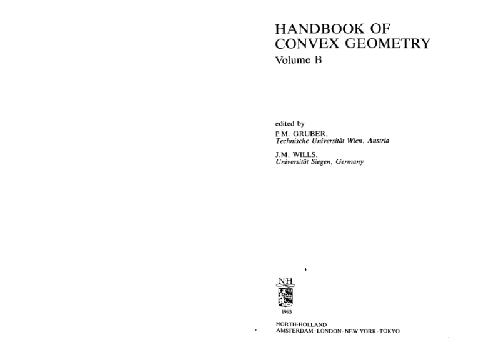 HANDBOOK OF
CONVEX GEOMETRY
Volume B
edited by
P.M. GRUBER,
Technische Universität Wien, Austria
J.M. WILLS,
Universität Siegen, Germany
NH
1993
NORTH-HOLLAND
AMSTERDAM·LONDON·NEW YORK·TOKYO